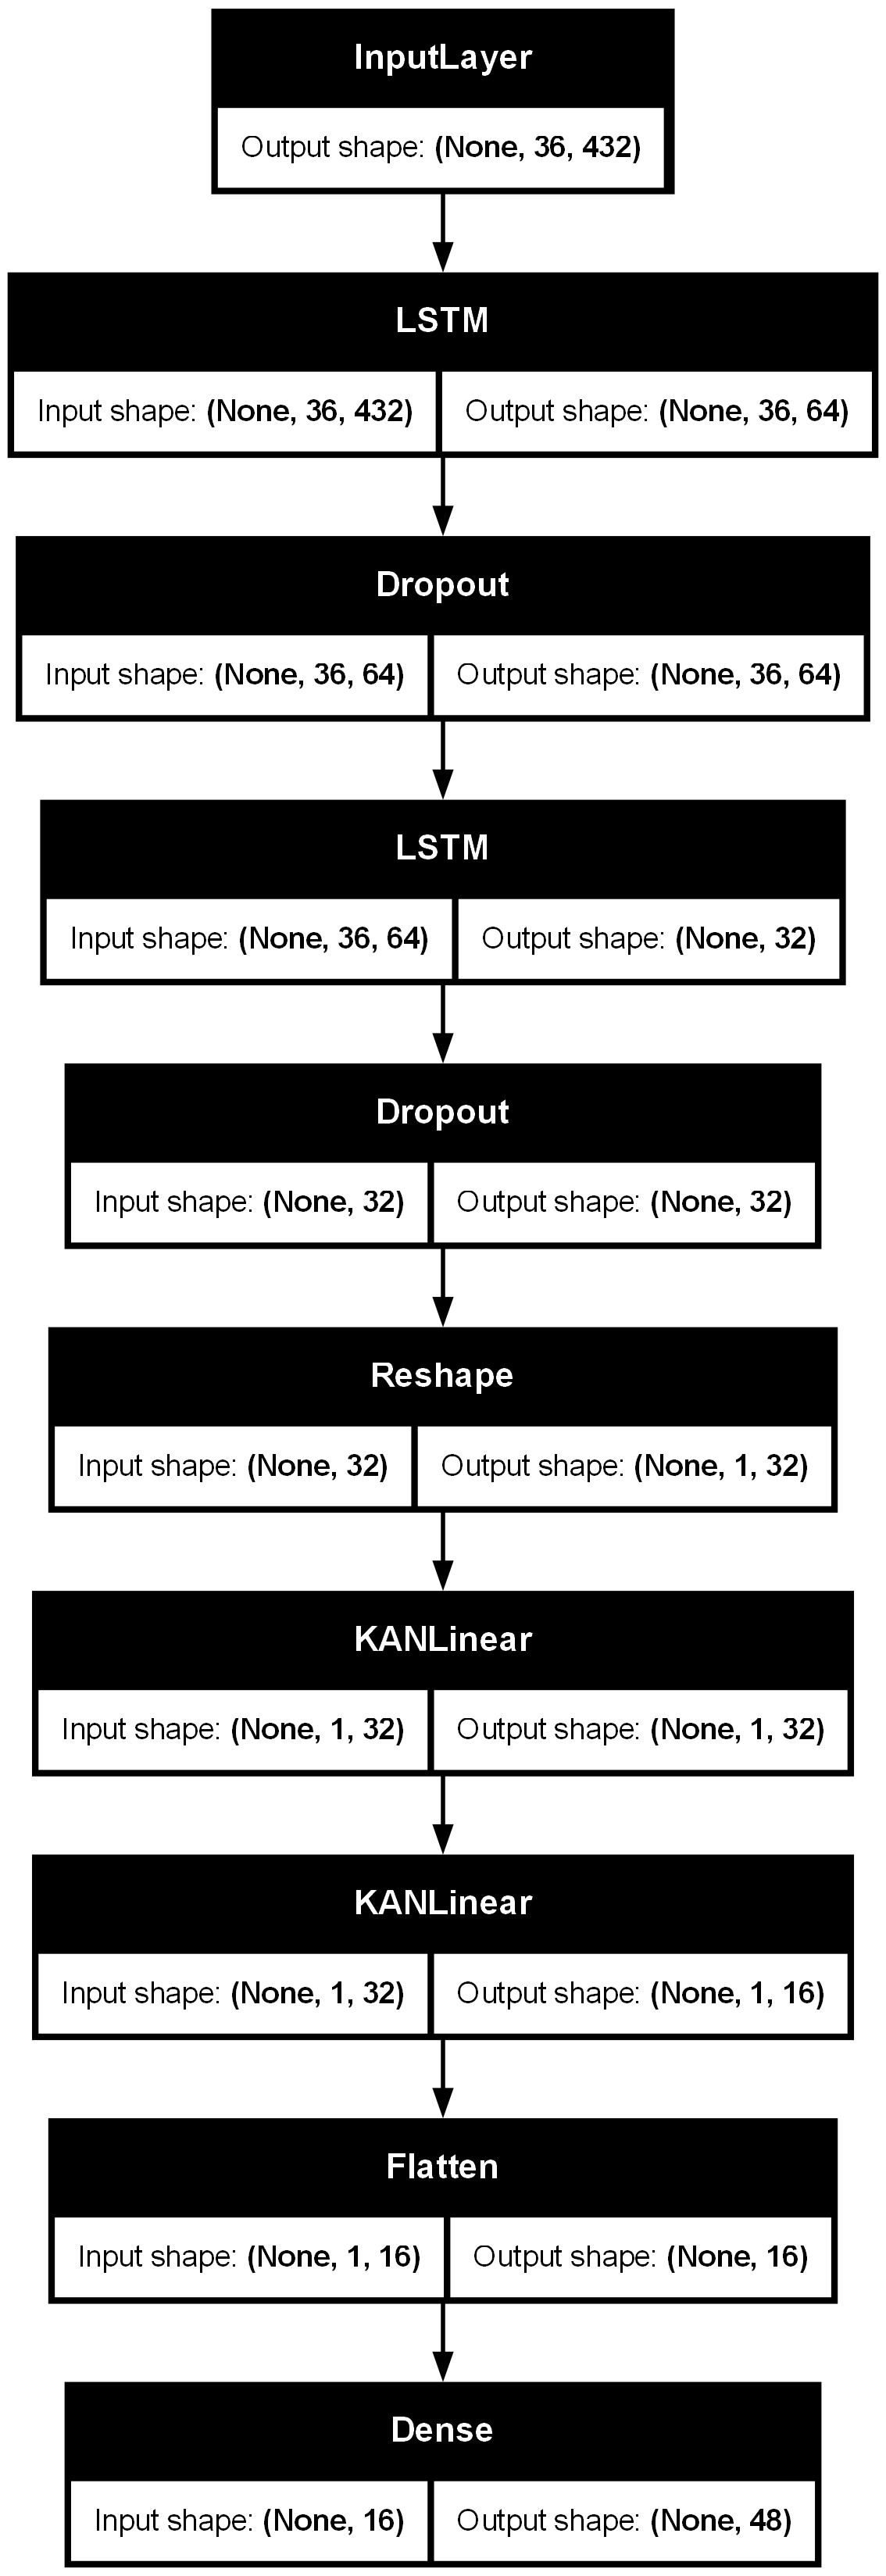 InputLayer
Output shape: (None, 36, 432)
LSTM
Input shape: (None, 36, 432) Output shape: (None, 36, 64)
Dropout
Input shape: (None, 36, 64) Output shape: (None, 36, 64)
LSTM
Input shape: (None, 36, 64) Output shape: (None, 32)
Dropout
Input shape: (None, 32) Output shape: (None, 32)
Reshape
Input shape: (None, 32) Output shape: (None, 1, 32)
KANLinear
Input shape: (None, 1, 32) Output shape: (None, 1, 32)
KANLinear
Input shape: (None, 1, 32) Output shape: (None, 1, 16)
Flatten
Input shape: (None, 1, 16) Output shape: (None, 16)
Dense
Input shape: (None, 16) Output shape: (None, 48)